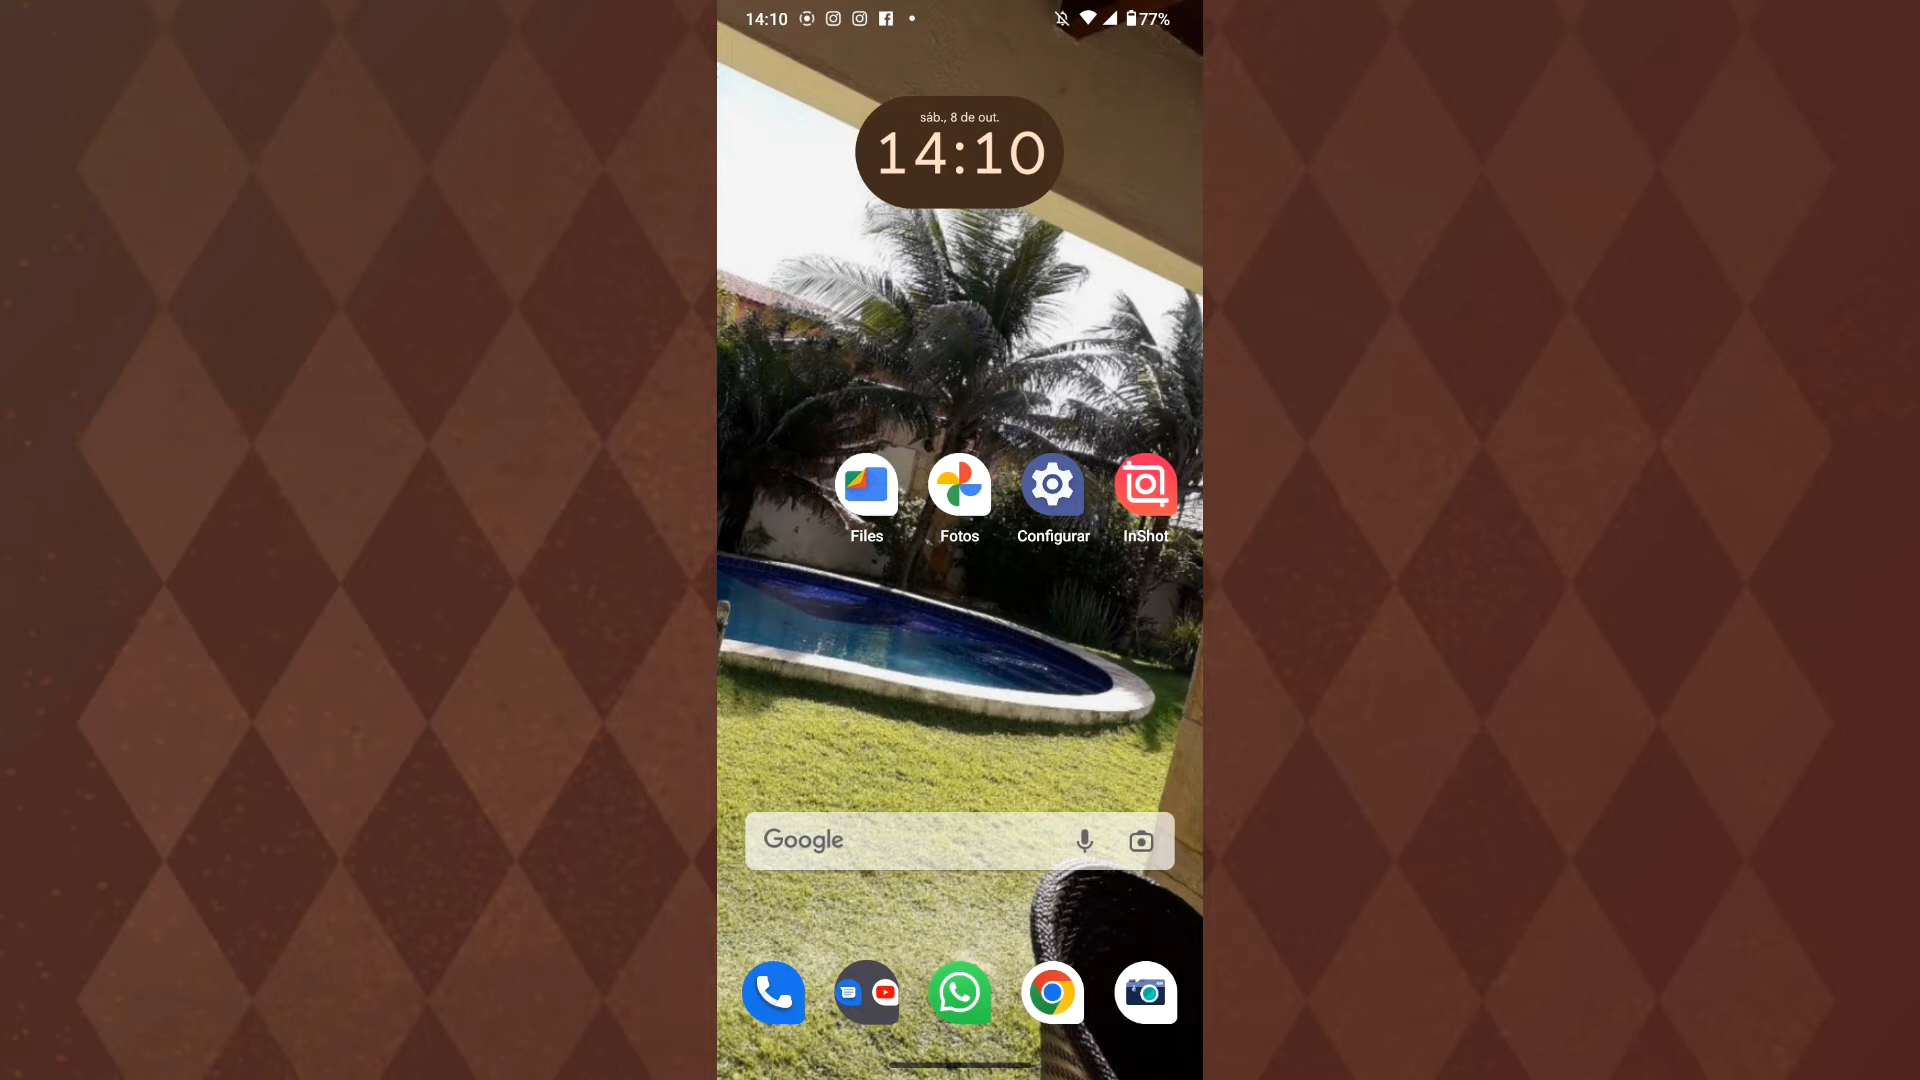 14:10
77%
sáb., 8 de out.
14:10
Files
Fotos
Configurar
InShot
Google